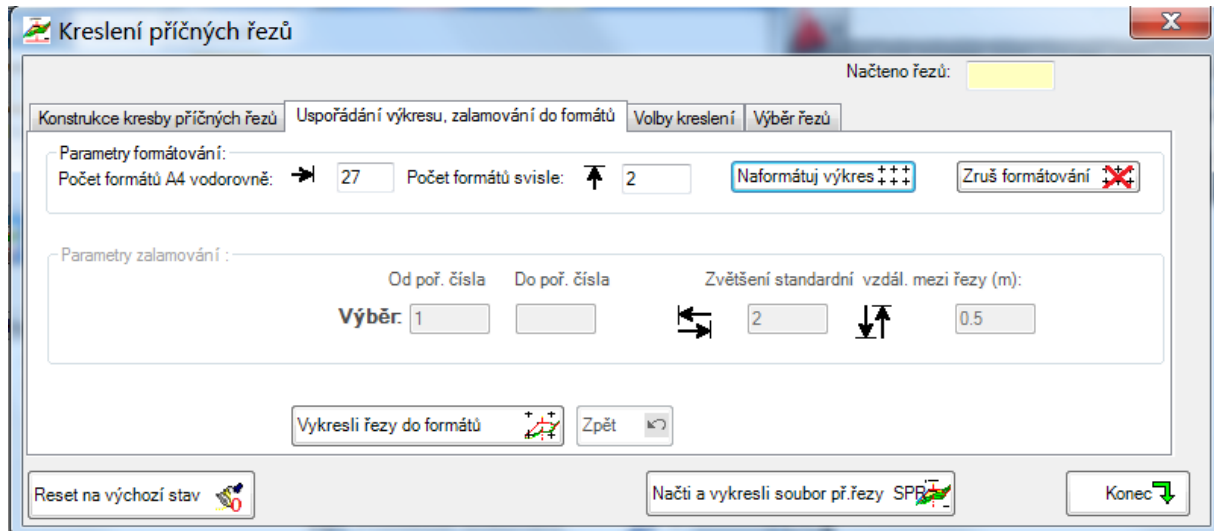 Kreslení příčných řezů
Načteno řezů:
Konstrukce kresby příčných řezů Uspořádání výkresu, zalamování do formátů Volby kreslení Výběr řezů
Parametry formátování:
Počet formátů A4 vodorovně: 27 Počet formátů svisle: 2 Naformátuj výkres Zruš formátování
Parametry zalamování :
Od poř. čísla Do poř. čísla Zvětšení standardní vzdál. mezi řezy (m):
Výběr: 1 2 0.5
Vykresli řezy do formátů Zpět
Reset na výchozí stav 0 Načti a vykresli soubor př.řezy SPR Konec